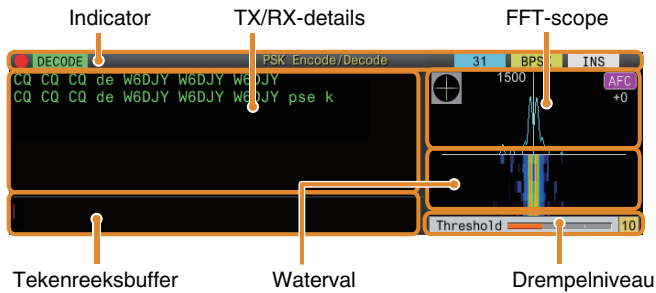 Indicator TX/RX-details FFT-scope
DECODE PSK Encode/Decode 31 BPSK INS
CQ CQ CQ de W6DJY W6DJY W6DJY
CQ CQ CQ de W6DJY W6DJY W6DJY pse k
1500 AFC
+0
Threshold 10
Tekenreeksbuffer Waterval Drempelniveau